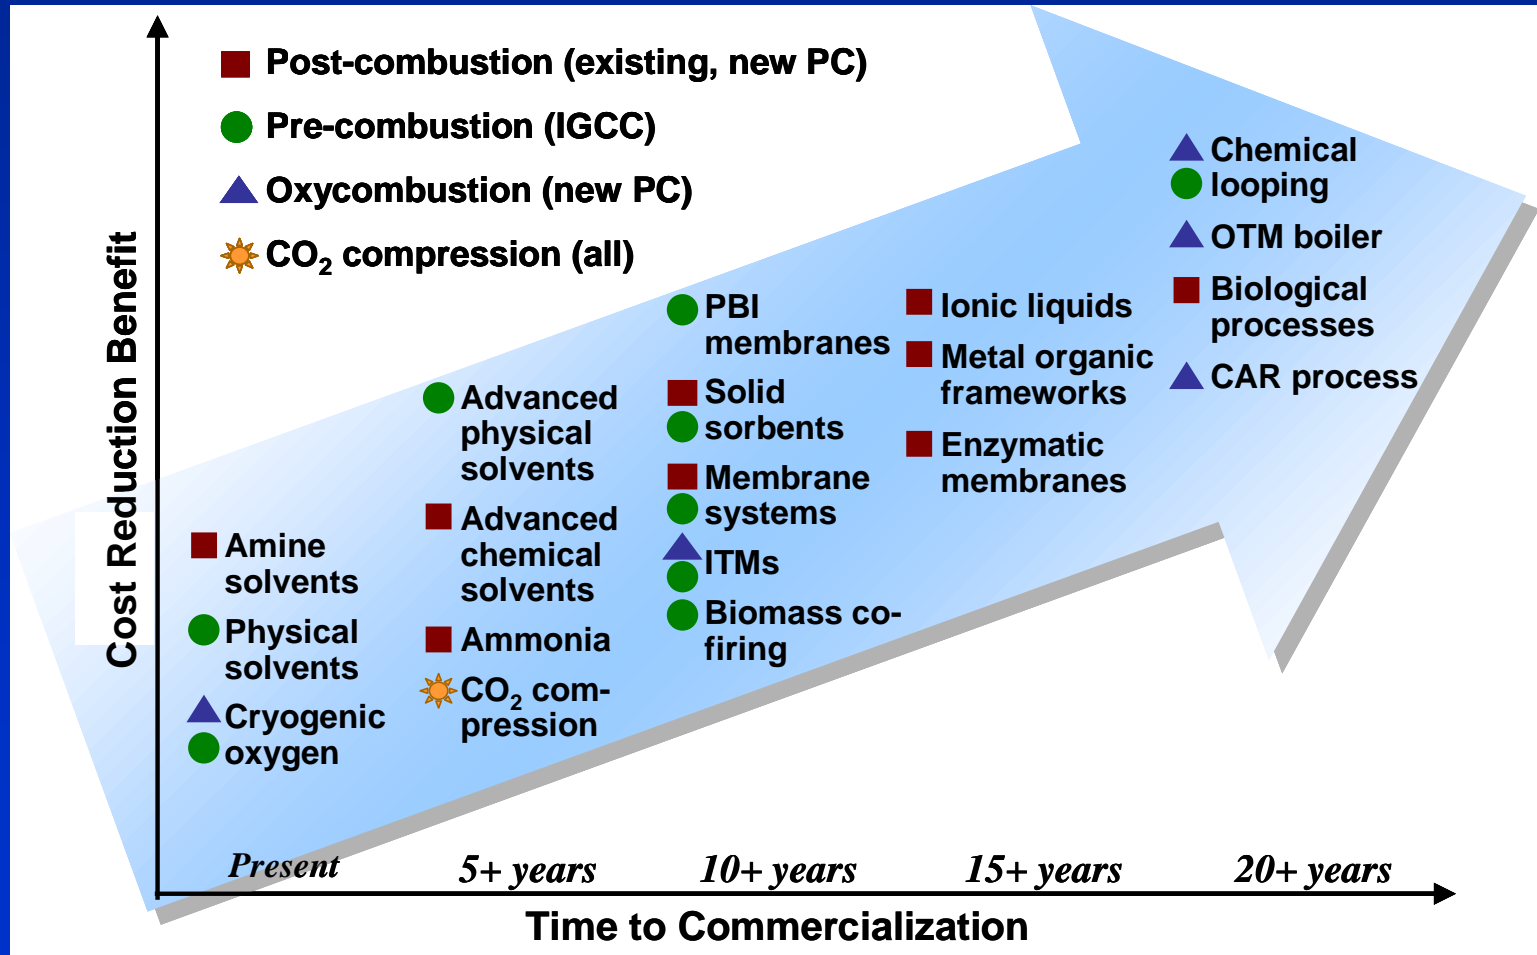 Post-combustion (existing, new PC)
Pre-combustion (IGCC)
Oxycombustion (new PC)
CO2 compression (all)
Cost Reduction Benefit
Amine
solvents
Physical
solvents
Cryogenic
oxygen
Advanced
physical
solvents
Advanced
chemical
solvents
Ammonia
CO2 com-
pression
PBI
membranes
Solid
sorbents
Membrane
systems
ITMs
Biomass co-
firing
Ionic liquids
Metal organic
frameworks
Enzymatic
membranes
Chemical
looping
OTM boiler
Biological
processes
CAR process
Present
5+ years
10+ years
15+ years
20+ years
Time to Commercialization